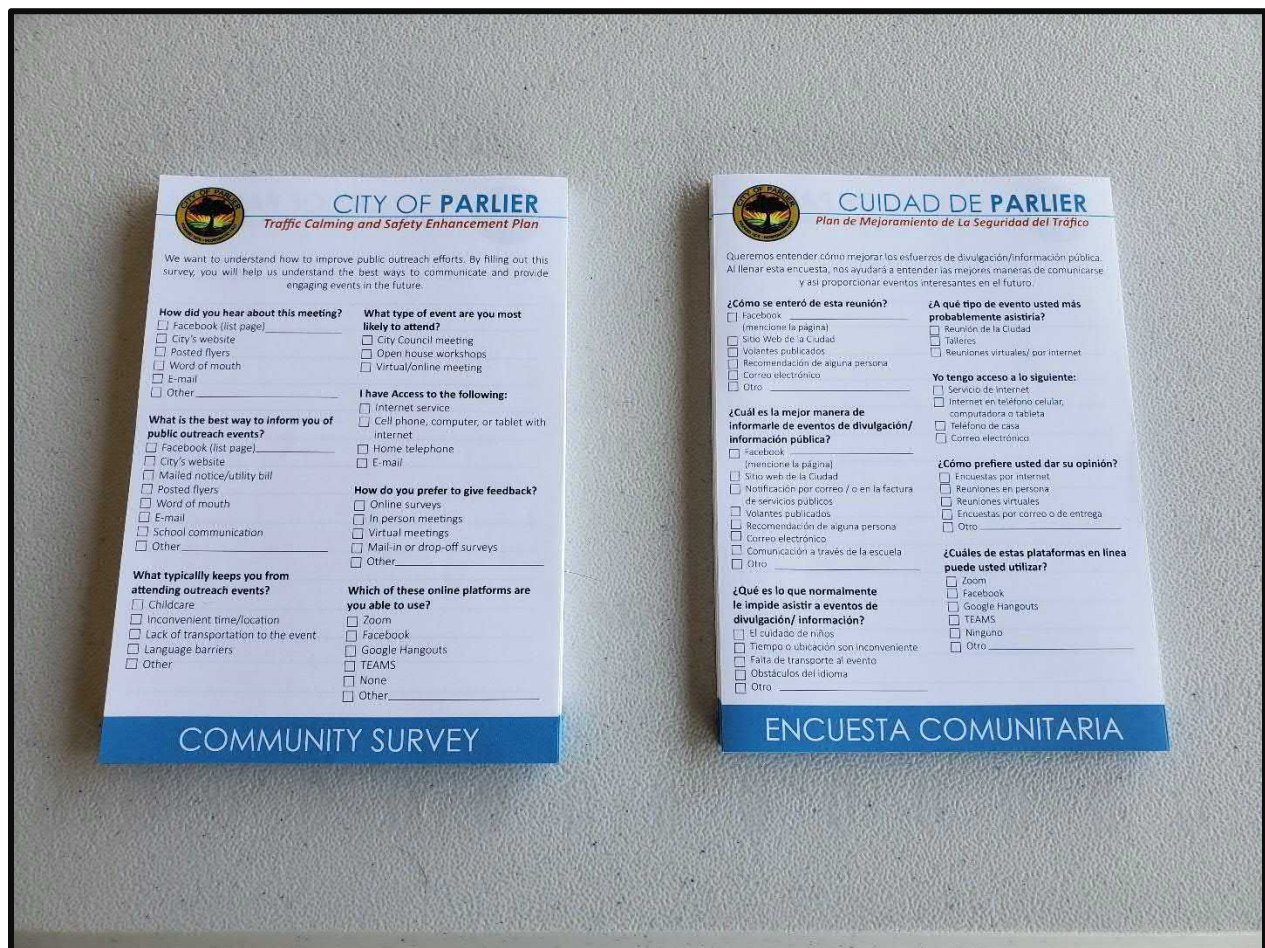 CITY OF PARLIER
CITY OF PARLIER
Traffic Calming and Safety Enhancement Plan
We want to understand how to improve public outreach efforts. By filling out this
survey, you will help us understand the best ways to communicate and provide
engaging events in the future.
How did you hear about this meeting?
Facebook (list page)
City's website
Posted flyers
Word of mouth
E-mail
Other
What is the best way to inform you of
public outreach events?
Facebook (list page)
City's website
Mailed notice/utility bill
Posted flyers
Word of mouth
E-mail
School communication
Other
What typicallly keeps you from
attending outreach events?
Childcare
Inconvenient time/location
Lack of transportation to the event
Language barriers
Other
What type of event are you most
likely to attend?
City Council meeting
Open house workshops
Virtual/online meeting
I have Access to the following:
Internet service
Cell phone, computer, or tablet with
internet
Home telephone
E-mail
How do you prefer to give feedback?
Online surveys
In person meetings
Virtual meetings
Mail-in or drop-off surveys
Other
Which of these online platforms are
you able to use?
Zoom
Facebook
Google Hangouts
TEAMS
None
Other
COMMUNITY SURVEY
CITY OF PARLIER
CUIDAD DE PARLIER
Plan de Mejoramiento de La Seguridad del Tráfico
Queremos entender cómo mejorar los esfuerzos de divulgación/información pública.
Al llenar esta encuesta, nos ayudará a entender las mejores maneras de comunicarse
y asi proporcionar eventos interesantes en el futuro.
¿Cómo se enteró de esta reunión?
Facebook
(mencione la página)
Sitio Web de la Ciudad
Volantes publicados
Recomendación de alguna persona
Correo electrónico
Otro
¿Cuál es la mejor manera de
informarle de eventos de divulgación/
información pública?
Facebook
(mencione la página)
Sitio web de la Ciudad
Notificación por correo / o en la factura
de servicios públicos
Volantes publicados
Recomendación de alguna persona
Correo electrónico
Comunicación a través de la escuela
Otro
¿Qué es lo que normalmente
le impide asistir a eventos de
divulgación/ información?
El cuidado de niños
Tiempo o ubicación son inconveniente
Falta de transporte al evento
Obstáculos del idioma
Otro
¿A qué tipo de evento usted más
probablemente asistiria?
Reunión de la Ciudad
Talleres
Reuniones virtuales/ por internet
Yo tengo acceso a lo siguiente:
Servicio de Internet
Internet en teléfono celular,
computadora o tableta
Teléfono de casa
Correo electrónico
¿Cómo prefiere usted dar su opinión?
Encuestas por internet
Reuniones en persona
Reuniones virtuales
Encuestas por correo o de entrega
Otro
¿Cuáles de estas plataformas en línea
puede usted utilizar?
Zoom
Facebook
Google Hangouts
TEAMS
Ninguno
Otro
ENCUESTA COMUNITARIA